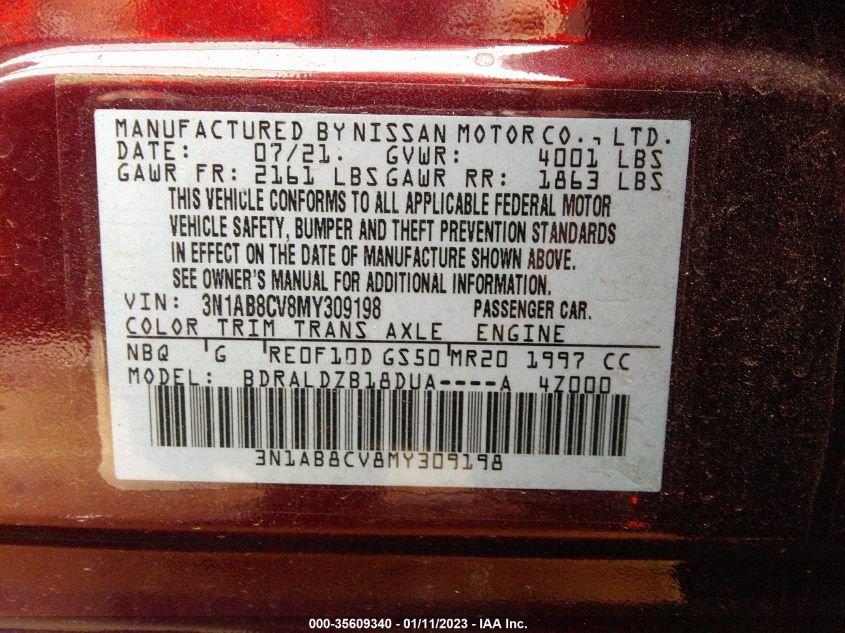 MANUFACTURED BY NISSAN MOTOR CO., LTD.
DATE: 07/21. GVWR: 4001 LBS
GAWR FR: 2161 LBS GAWR RR: 1863 LBS
THIS VEHICLE CONFORMS TO ALL APPLICABLE FEDERAL MOTOR
VEHICLE SAFETY, BUMPER AND THEFT PREVENTION STANDARDS
IN EFFECT ON THE DATE OF MANUFACTURE SHOWN ABOVE.
SEE OWNER'S MANUAL FOR ADDITIONAL INFORMATION.
VIN: 3N1AB8CV8MY309198 PASSENGER CAR.
COLOR TRIM TRANS AXLE ENGINE
NBQ 'G 'RE0F10D GS50'MR20 1997 CC
MODEL: BDRALDZB18DUA----A 4Z000
3N1AB8CV8MY309198
000-35609340 - 01/11/2023 - IAA Inc.